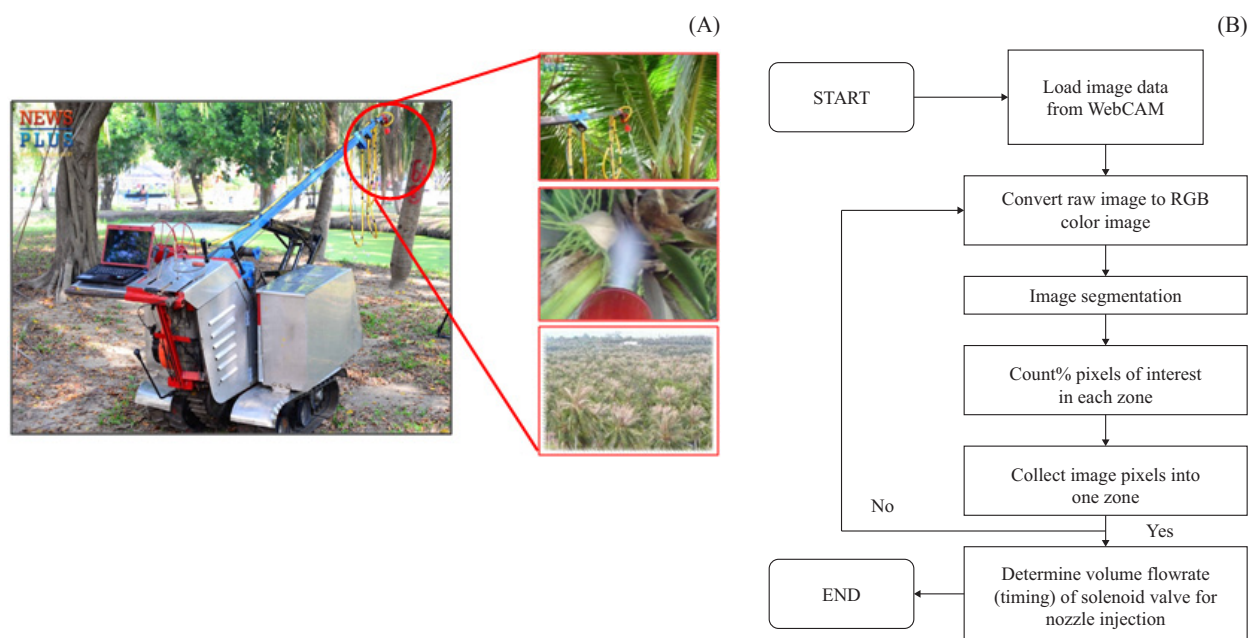 (A)
NEWS
PLUS
(B)
START
Load image data
from WebCAM
Convert raw image to RGB
color image
Image segmentation
Count% pixels of interest
in each zone
Collect image pixels into
one zone
No
Yes
Determine volume flowrate
(timing) of solenoid valve for
nozzle injection
END